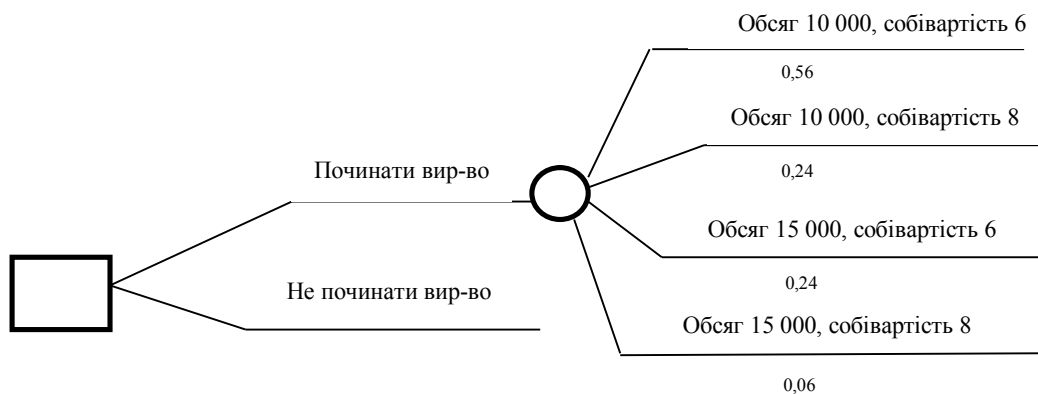 Обсяг 10 000, собівартість 6
0,56
Обсяг 10 000, собівартість 8
Починати вир-во
0,24
Обсяг 15 000, собівартість 6
0,24
Не починати вир-во
Обсяг 15 000, собівартість 8
0,06